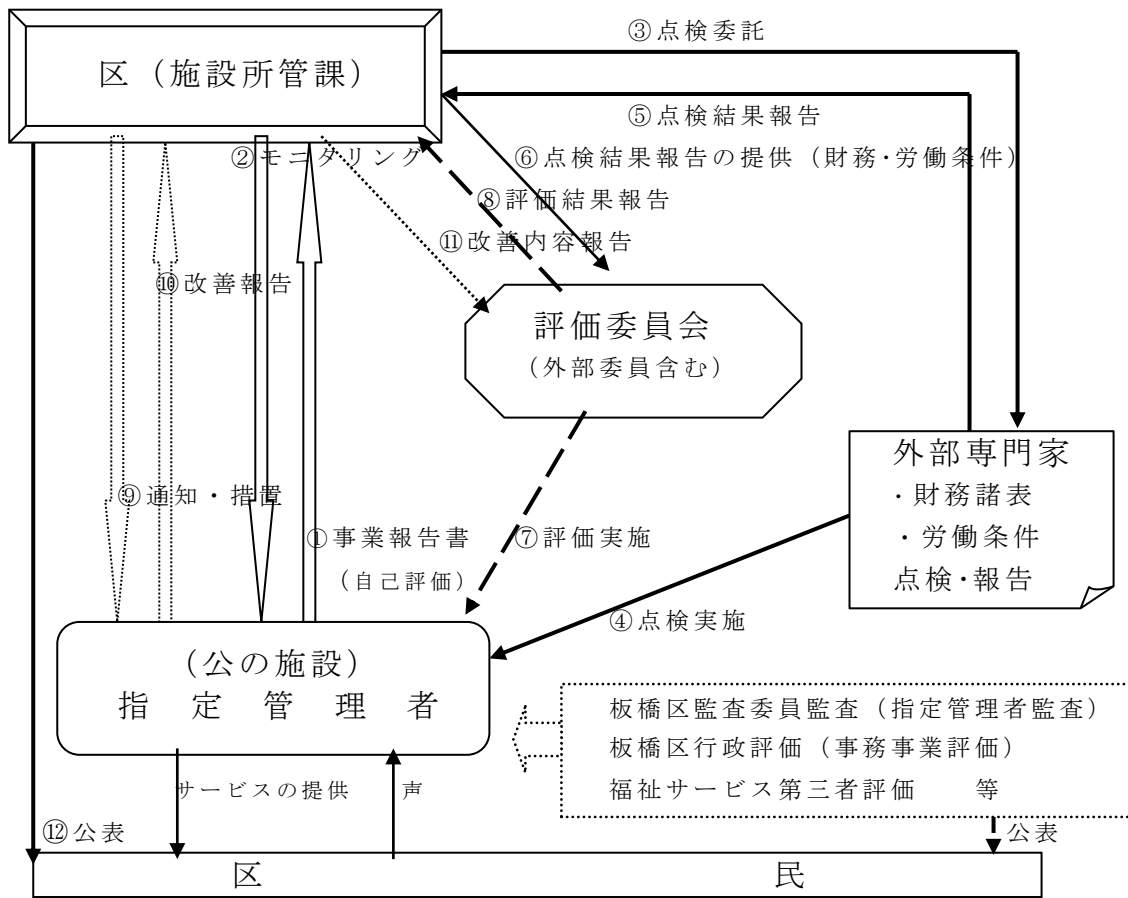 ③点検委託
区（施設所管課）
⑤点検結果報告
②モニタリング
⑥点検結果報告の提供（財務・労働条件）
⑧評価結果報告
⑪改善内容報告
⑩改善報告
評価委員会
（外部委員含む）
外部専門家
・財務諸表
・労働条件
点検・報告
⑨通知・措置
①事業報告書
（自己評価）
⑦評価実施
④点検実施
（公の施設）
指定管理者
板橋区監査委員監査（指定管理者監査）
板橋区行政評価（事務事業評価）
福祉サービス第三者評価　等
サービスの提供
声
⑫公表
公表
区民